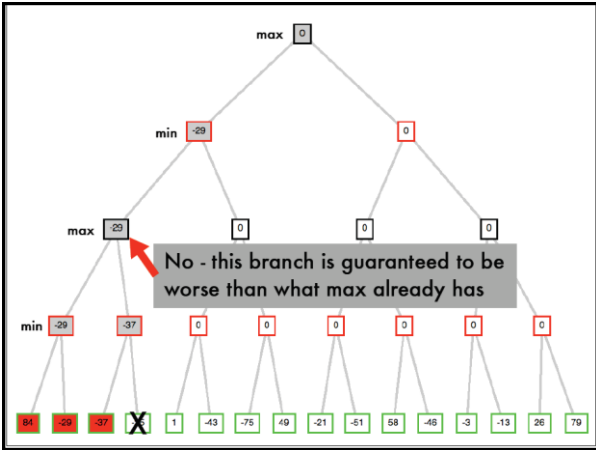 max 0
min -29 0
max -29 0 0 0
No - this branch is guaranteed to be
worse than what max already has
min -29 -37 0 0 0 0 0 0
84 -29 -37 X 1 -43 -75 49 -21 -51 58 -46 -3 -13 26 79